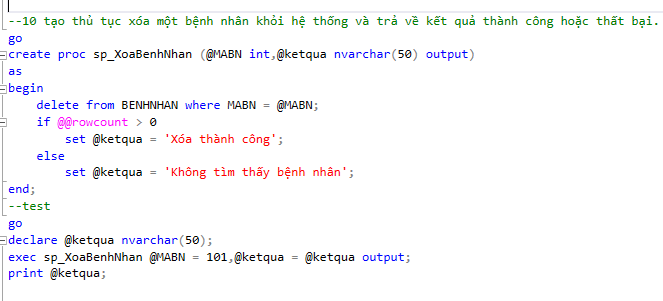 --10 tạo thủ tục xóa một bệnh nhân khỏi hệ thống và trả về kết quả thành công hoặc thất bại.
go
create proc sp_XoaBenhNhan (@MABN int,@ketqua nvarchar(50) output)
as
begin
    delete from BENHNHAN where MABN = @MABN;
    if @@rowcount > 0
        set @ketqua = 'Xóa thành công';
    else
        set @ketqua = 'Không tìm thấy bệnh nhân';
end;
--test
go
declare @ketqua nvarchar(50);
exec sp_XoaBenhNhan @MABN = 101,@ketqua = @ketqua output;
print @ketqua;